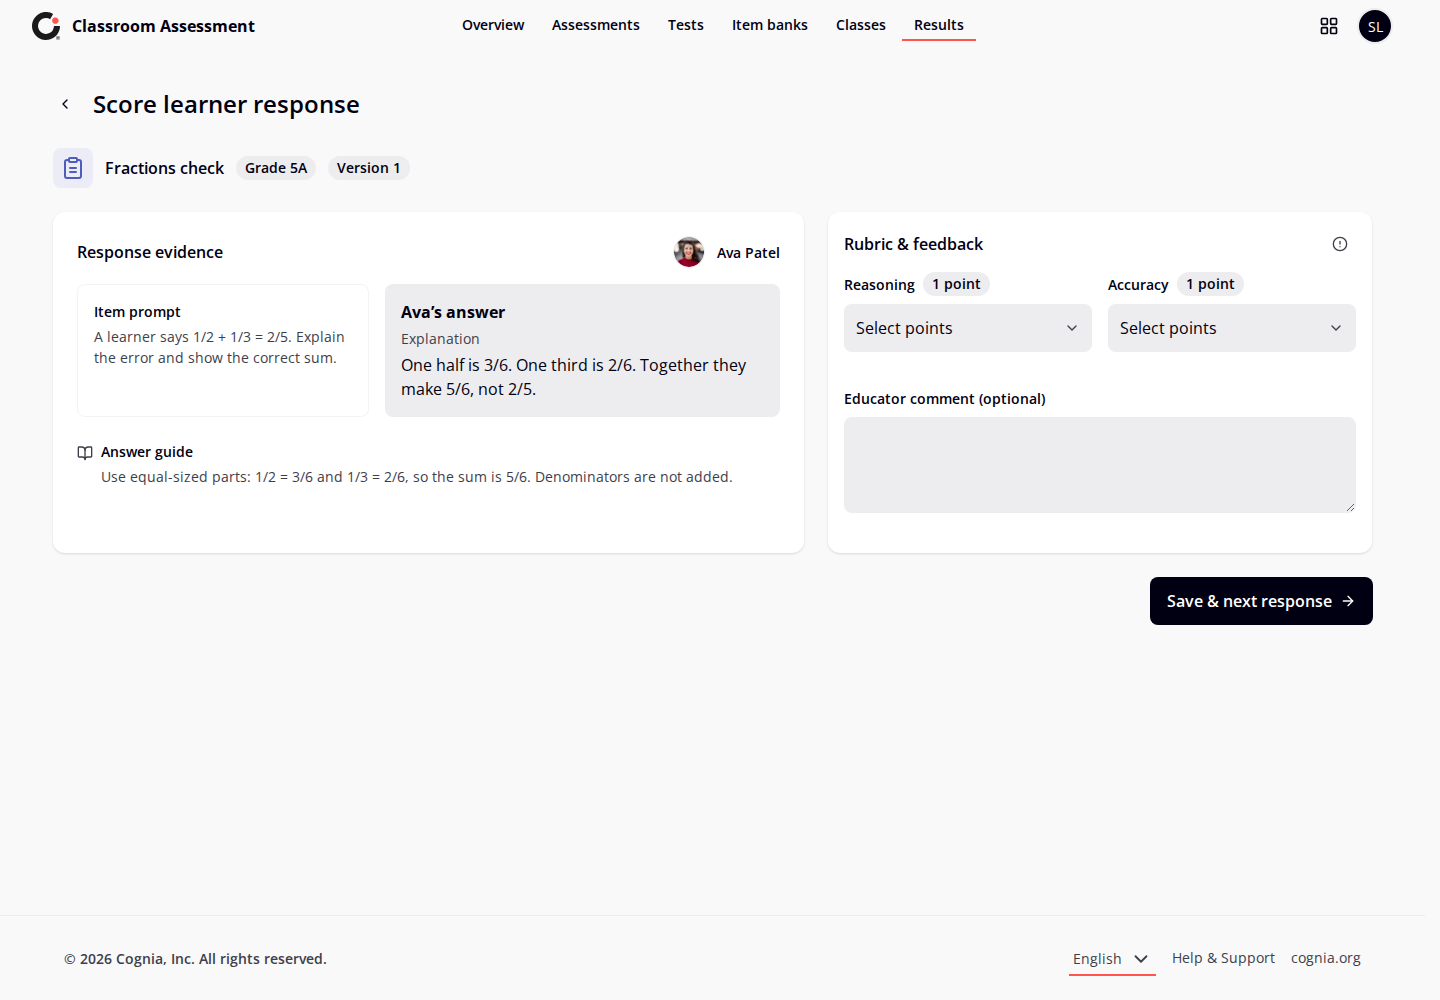 Classroom Assessment
Overview
Assessments
Tests
Item banks
Classes
Results
SL
Score learner response
Fractions check
Grade 5A
Version 1
Response evidence
Ava Patel
Item prompt
A learner says 1/2 + 1/3 = 2/5. Explain
the error and show the correct sum.
Ava’s answer
Explanation
One half is 3/6. One third is 2/6. Together they
make 5/6, not 2/5.
Answer guide
Use equal-sized parts: 1/2 = 3/6 and 1/3 = 2/6, so the sum is 5/6. Denominators are not added.
Rubric & feedback
Reasoning
1 point
Accuracy
1 point
Select points
Select points
Educator comment (optional)
Save & next response
© 2026 Cognia, Inc. All rights reserved.
English
Help & Support
cognia.org